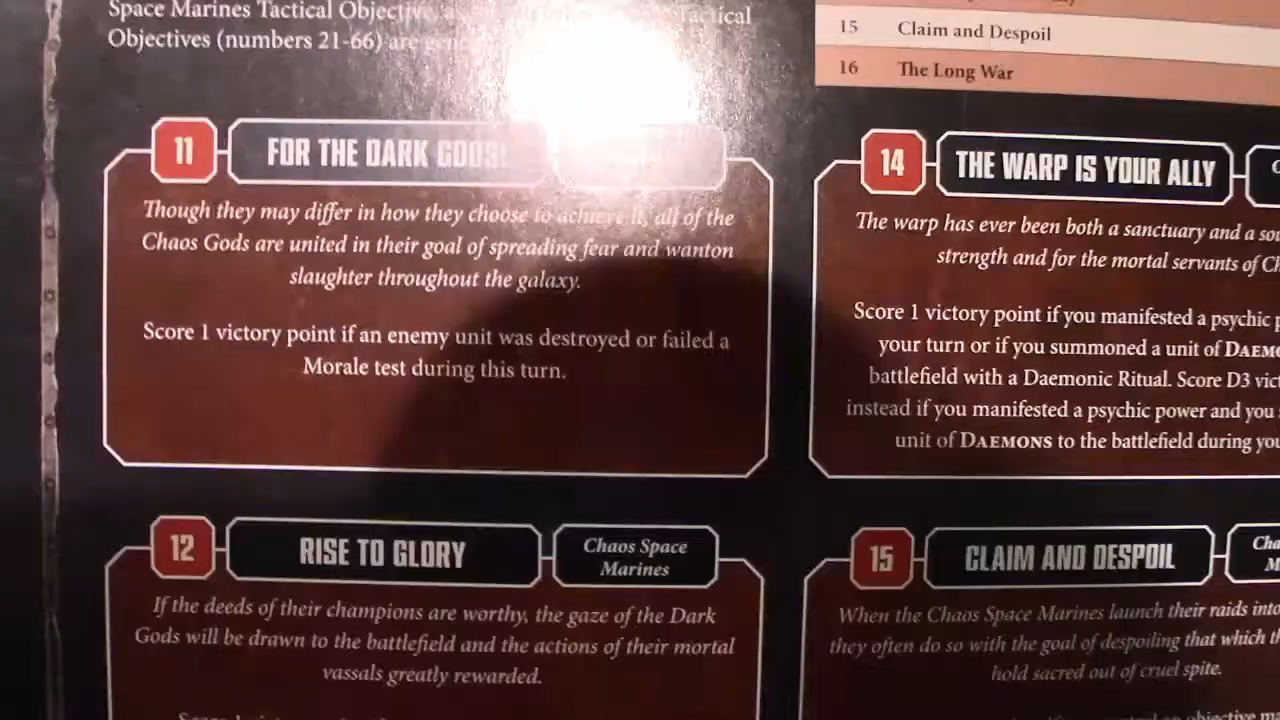 Space Marines Tactical Objective
Tactical
Objectives (numbers 21-66) are
15 Claim and Despoil
16 The Long War
11 FOR THE DARK GODS!
Though they may differ in how they choose to achieve it, all of the
Chaos Gods are united in their goal of spreading fear and wanton
slaughter throughout the galaxy.
Score 1 victory point if an enemy unit was destroyed or failed a
Morale test during this turn.
14 THE WARP IS YOUR ALLY
The warp has ever been both a sanctuary and a
strength and for the mortal servants of
Score 1 victory point if you manifested a psychic
your turn or if you summoned a unit of
battlefield with a Daemonic Ritual. Score D3
instead if you manifested a psychic power and you
unit of DAEMONS to the battlefield during
12 RISE TO GLORY Chaos Space
Marines
If the deeds of their champions are worthy, the gaze of the Dark
Gods will be drawn to the battlefield and the actions of their mortal
vassals greatly rewarded.
15 CLAIM AND DESPOIL
When the Chaos Space Marines launch their raids into
they often do so with the goal of despoiling that which
hold sacred out of cruel spite.
objective